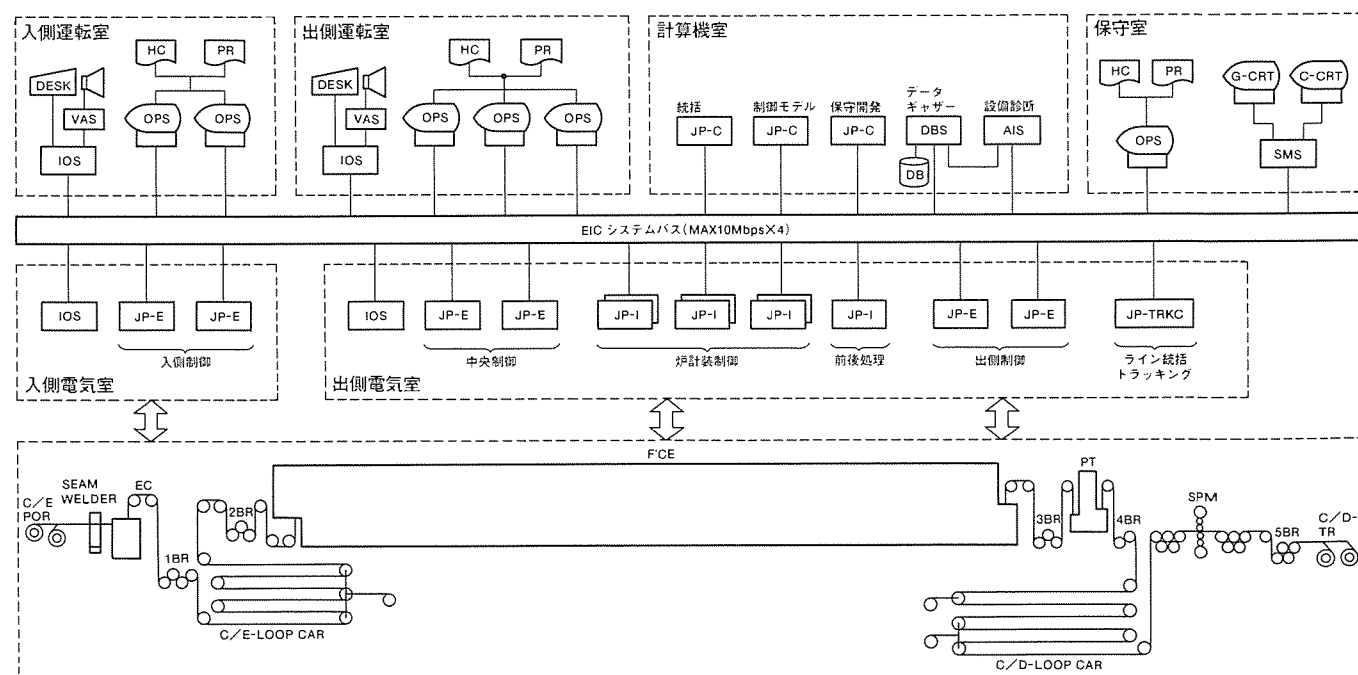 入側運転室
HC
PR
DESK
VAS
OPS
OPS
IOS
出側運転室
HC
PR
DESK
VAS
OPS
OPS
OPS
IOS
計算機室
統括
JP-C
制御モデル
JP-C
保守開発
JP-C
データ
ギャザー
DBS
DB
設備診断
AIS
保守室
HC
PR
OPS
G-CRT
C-CRT
SMS
EIC システムバス(MAX10Mbps×4)
IOS
JP-E
JP-E
入側制御
入側電気室
IOS
JP-E
JP-E
中央制御
JP-I
JP-I
JP-I
炉計装制御
JP-I
前後処理
JP-E
JP-E
出側制御
JP-TRKC
ライン統括
トラッキング
出側電気室
F'CE
C/E
POR
SEAM
WELDER
EC
1BR
2BR
C/E-LOOP CAR
3BR
PT
4BR
SPM
5BR
C/D-
TR
C/D-LOOP CAR